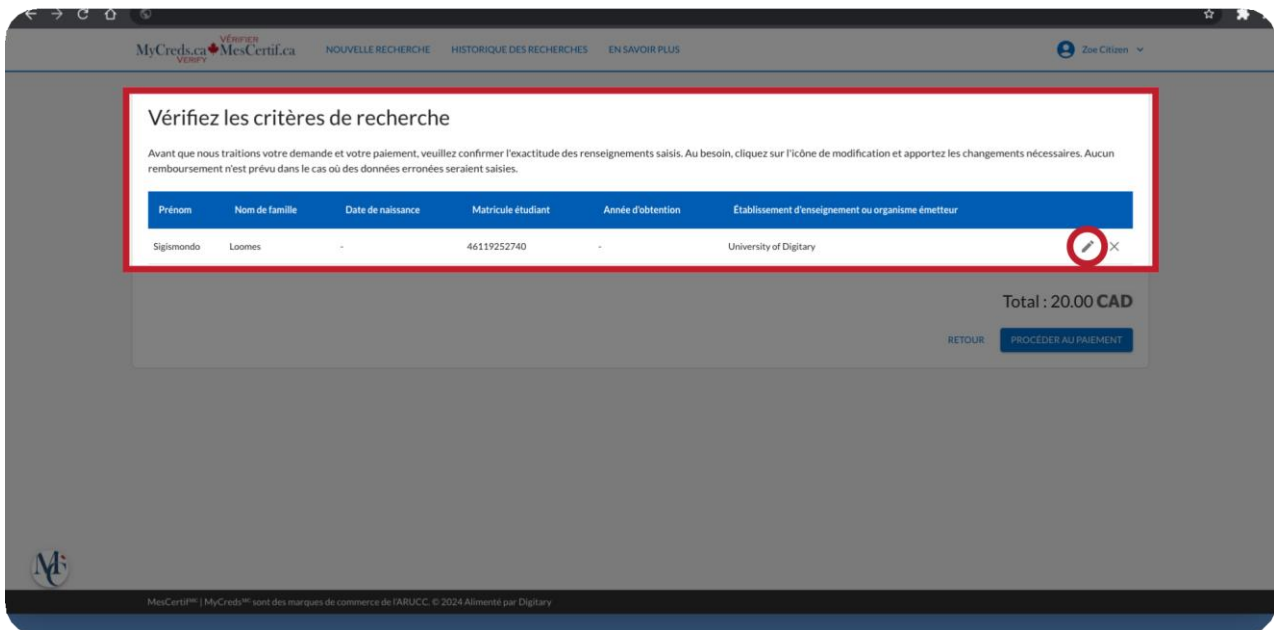 VÉRIFIER
MyCreds.ca MesCertif.ca
VERIFY
NOUVELLE RECHERCHE HISTORIQUE DES RECHERCHES EN SAVOIR PLUS Zoe Citizen
Vérifiez les critères de recherche
Avant que nous traitions votre demande et votre paiement, veuillez confirmer l'exactitude des renseignements saisis. Au besoin, cliquez sur l'icône de modification et apportez les changements nécessaires. Aucun
remboursement n'est prévu dans le cas où des données erronées seraient saisies.
Prénom Nom de famille Date de naissance Matricule étudiant Année d'obtention Établissement d'enseignement ou organisme émetteur
Sigismondo Loomes - 46119252740 - University of Digitary
Total : 20.00 CAD
RETOUR PROCÉDER AU PAIEMENT
MC
MesCertifᴹᶜ | MyCredsᴹᶜ sont des marques de commerce de l'ARUCC. © 2024 Alimenté par Digitary